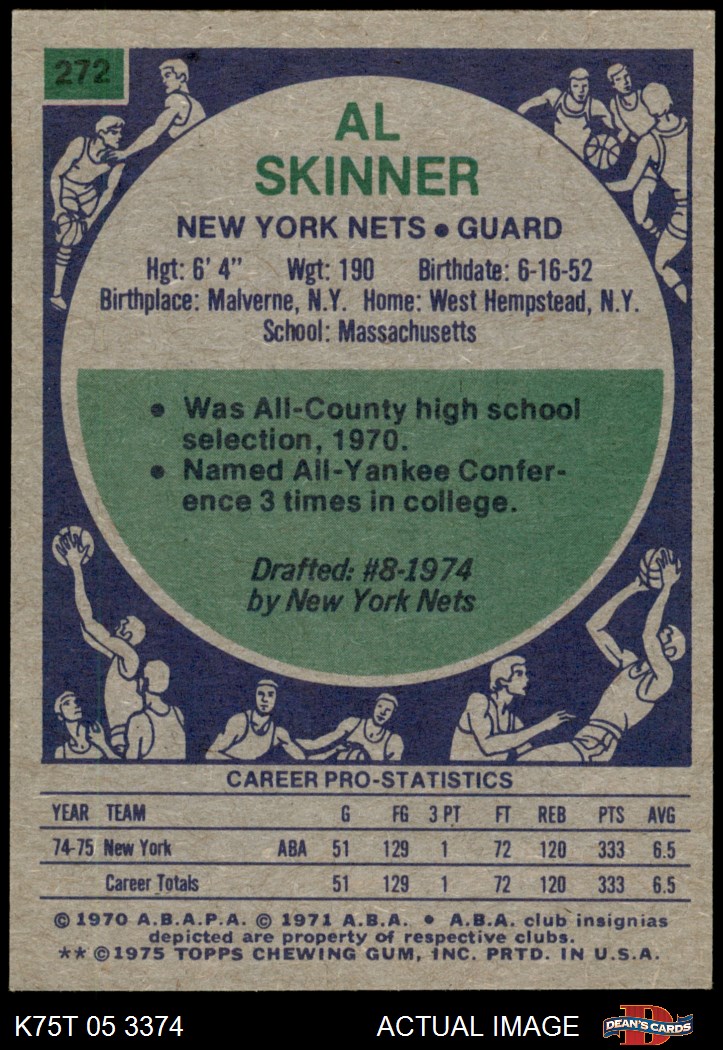 272
AL
SKINNER
NEW YORK NETS • GUARD
Hgt: 6' 4" Wgt: 190 Birthdate: 6-16-52
Birthplace: Malverne, N.Y. Home: West Hempstead, N.Y.
School: Massachusetts
• Was All-County high school
selection, 1970.
• Named All-Yankee Confer-
ence 3 times in college.
Drafted: #8-1974
by New York Nets
CAREER PRO-STATISTICS
YEAR TEAM G FG 3 PT FT REB PTS AVG
74-75 New York ABA 51 129 1 72 120 333 6.5
Career Totals 51 129 1 72 120 333 6.5
© 1970 A.B.A.P.A. © 1971 A.B.A. • A.B.A. club insignias
depicted are property of respective clubs.
** © 1975 TOPPS CHEWING GUM, INC. PRTD. IN U.S.A.
K75T 05 3374 ACTUAL IMAGE D DEAN'S CARDS